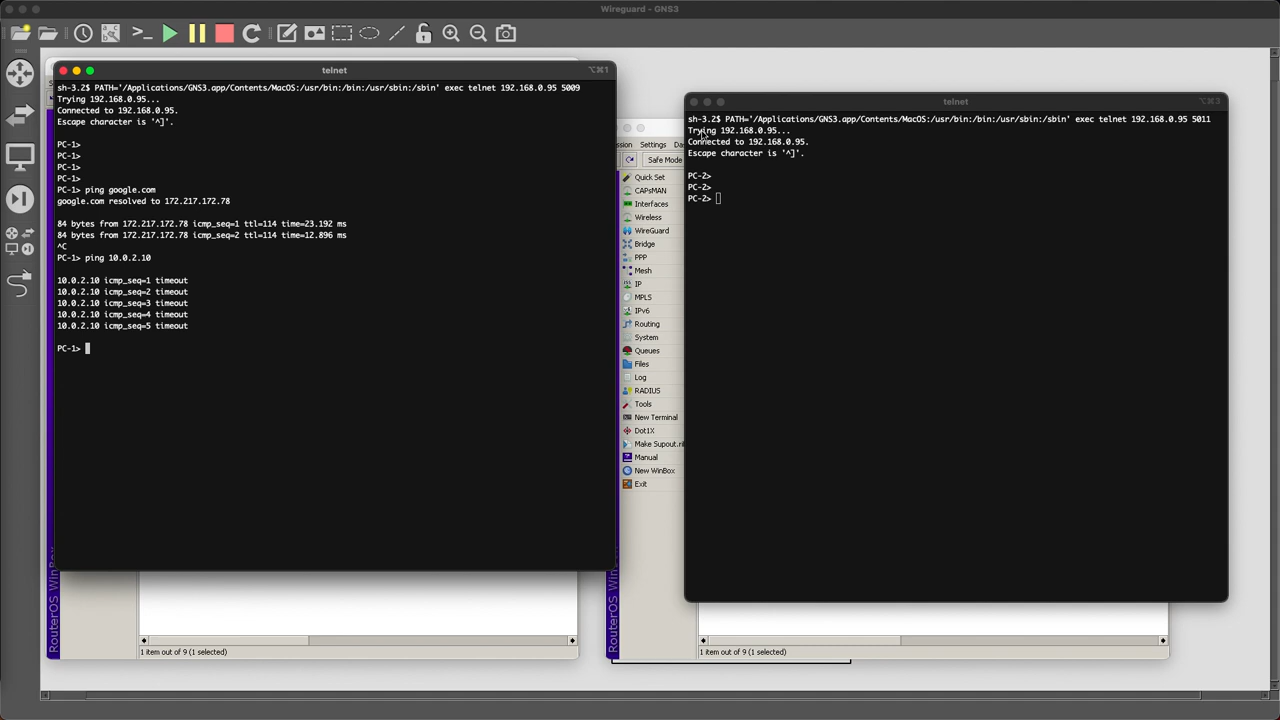 Wireguard - GNS3
telnet
⌥⌘1
sh-3.2$ PATH='/Applications/GNS3.app/Contents/MacOS:/usr/bin:/bin:/usr/sbin:/sbin' exec telnet 192.168.0.95 5009
Trying 192.168.0.95...
Connected to 192.168.0.95.
Escape character is '^]'.
PC-1>
PC-1>
PC-1>
PC-1>
PC-1> ping google.com
google.com resolved to 172.217.172.78
84 bytes from 172.217.172.78 icmp_seq=1 ttl=114 time=23.192 ms
84 bytes from 172.217.172.78 icmp_seq=2 ttl=114 time=12.896 ms
^C
PC-1> ping 10.0.2.10
10.0.2.10 icmp_seq=1 timeout
10.0.2.10 icmp_seq=2 timeout
10.0.2.10 icmp_seq=3 timeout
10.0.2.10 icmp_seq=4 timeout
10.0.2.10 icmp_seq=5 timeout
PC-1>
RouterOS WinBox
1 item out of 9 (1 selected)
Settings
Safe Mode
Quick Set
CAPsMAN
Interfaces
Wireless
WireGuard
Bridge
PPP
Mesh
IP
MPLS
IPv6
Routing
System
Queues
Files
Log
RADIUS
Tools
New Terminal
Dot1X
Make Supout.ri
Manual
New WinBox
Exit
RouterOS WinBox
1 item out of 9 (1 selected)
telnet
⌥⌘3
sh-3.2$ PATH='/Applications/GNS3.app/Contents/MacOS:/usr/bin:/bin:/usr/sbin:/sbin' exec telnet 192.168.0.95 5011
Trying 192.168.0.95...
Connected to 192.168.0.95.
Escape character is '^]'.
PC-2>
PC-2>
PC-2>